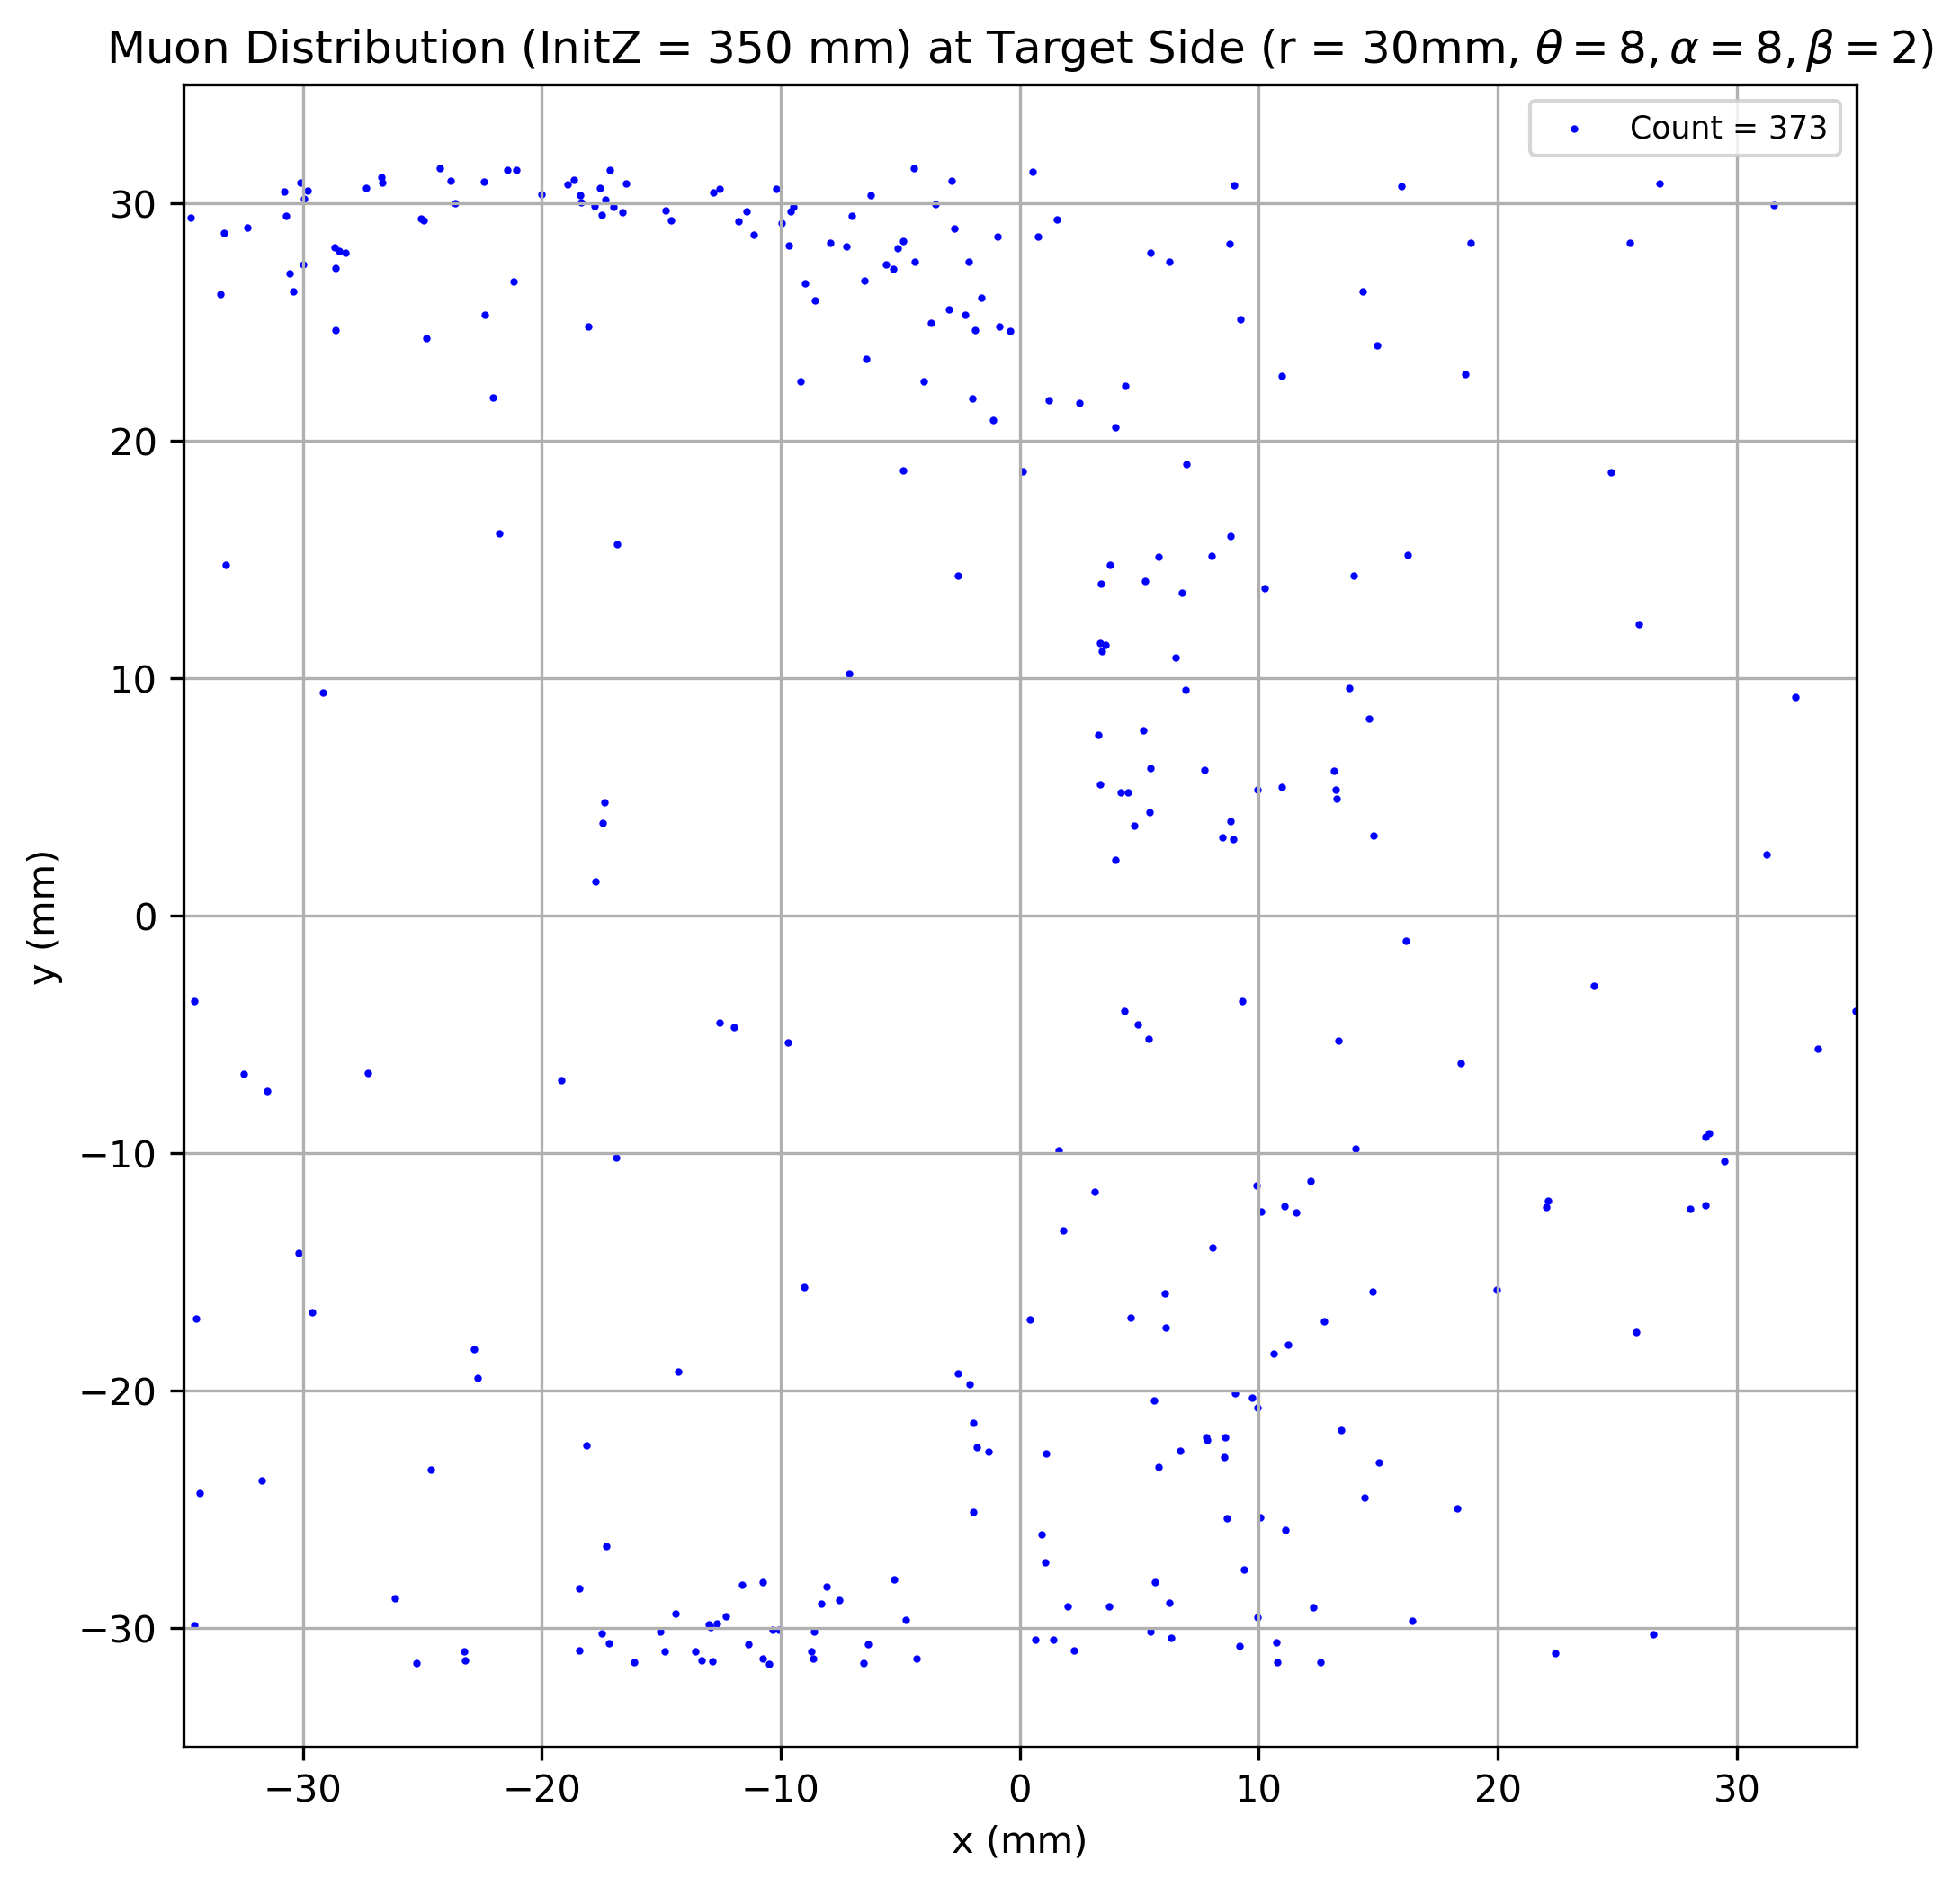 Muon Distribution (InitZ = 350 mm) at Target Side (r = 30mm, θ = 8, α = 8, β = 2)
Count = 373
30
20
10
0
−10
−20
−30
y (mm)
−30 −20 −10 0 10 20 30
x (mm)